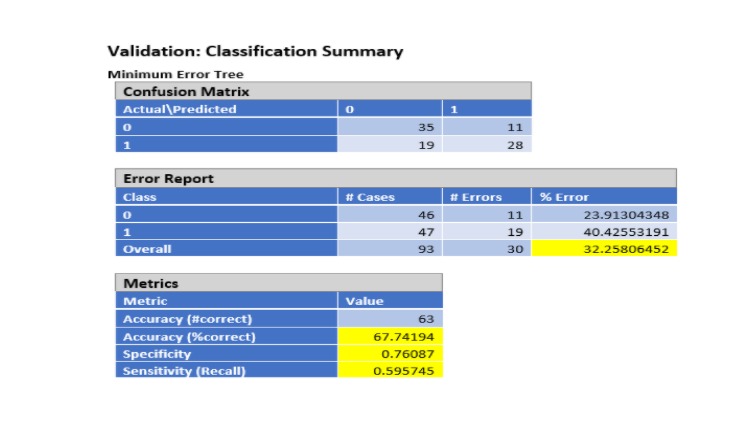 Validation: Classification Summary
Minimum Error Tree
Confusion Matrix
Actual\Predicted 0 1
0 35 11
1 19 28
Error Report
Class # Cases # Errors % Error
0 46 11 23.91304348
1 47 19 40.42553191
Overall 93 30 32.25806452
Metrics
Metric Value
Accuracy (#correct) 63
Accuracy (%correct) 67.74194
Specificity 0.76087
Sensitivity (Recall) 0.595745